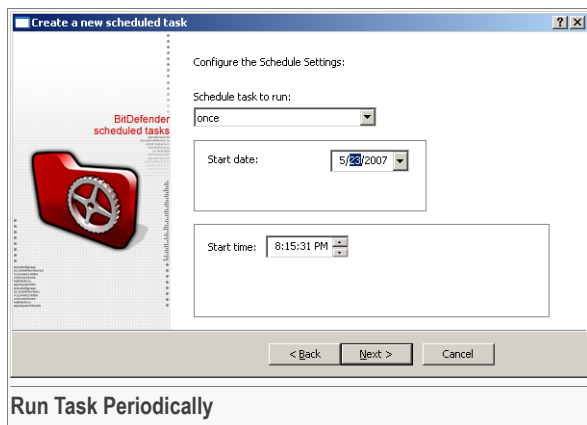 Create a new scheduled task
Configure the Schedule Settings:
Schedule task to run:
once
BitDefender
scheduled tasks
Start date:
5/23/2007
Start time:
8:15:31 PM
< Back
Next >
Cancel
Run Task Periodically